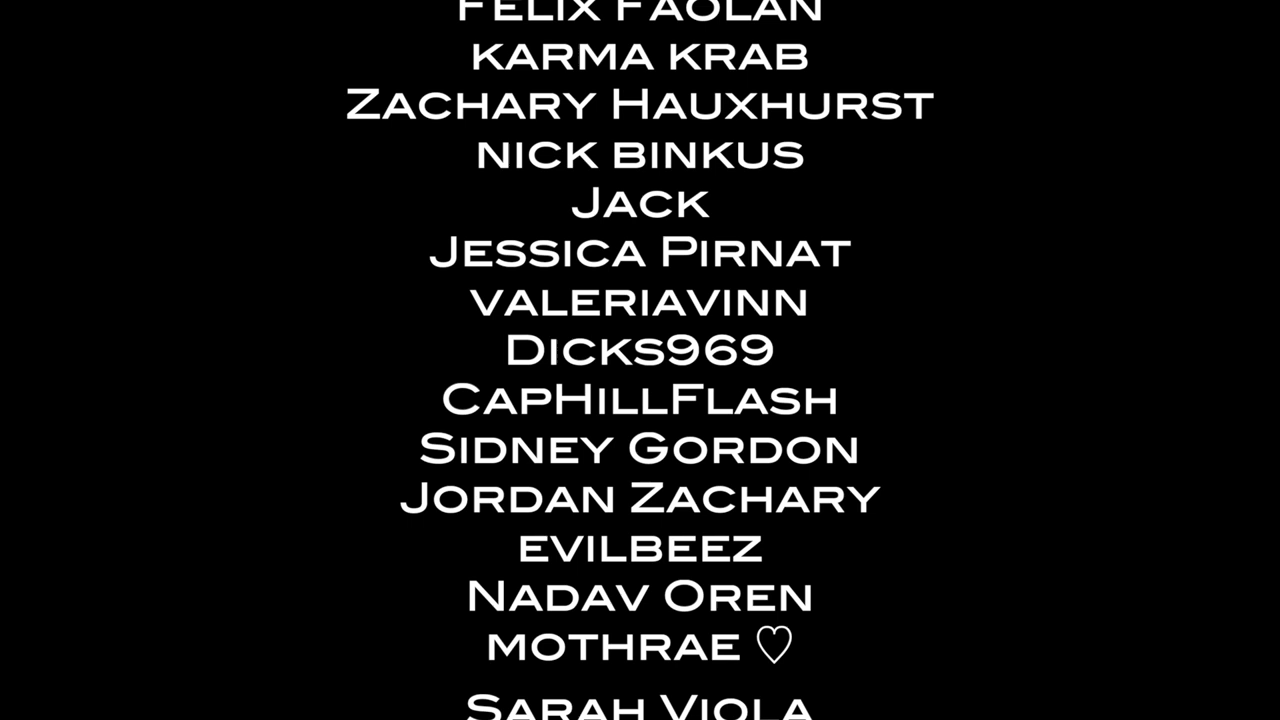 Felix Faolan
karma krab
Zachary Hauxhurst
nick binkus
Jack
Jessica Pirnat
valeriavinn
Dicks969
CapHillFlash
Sidney Gordon
Jordan Zachary
evilbeez
Nadav Oren
mothrae ♡
Sarah Viola